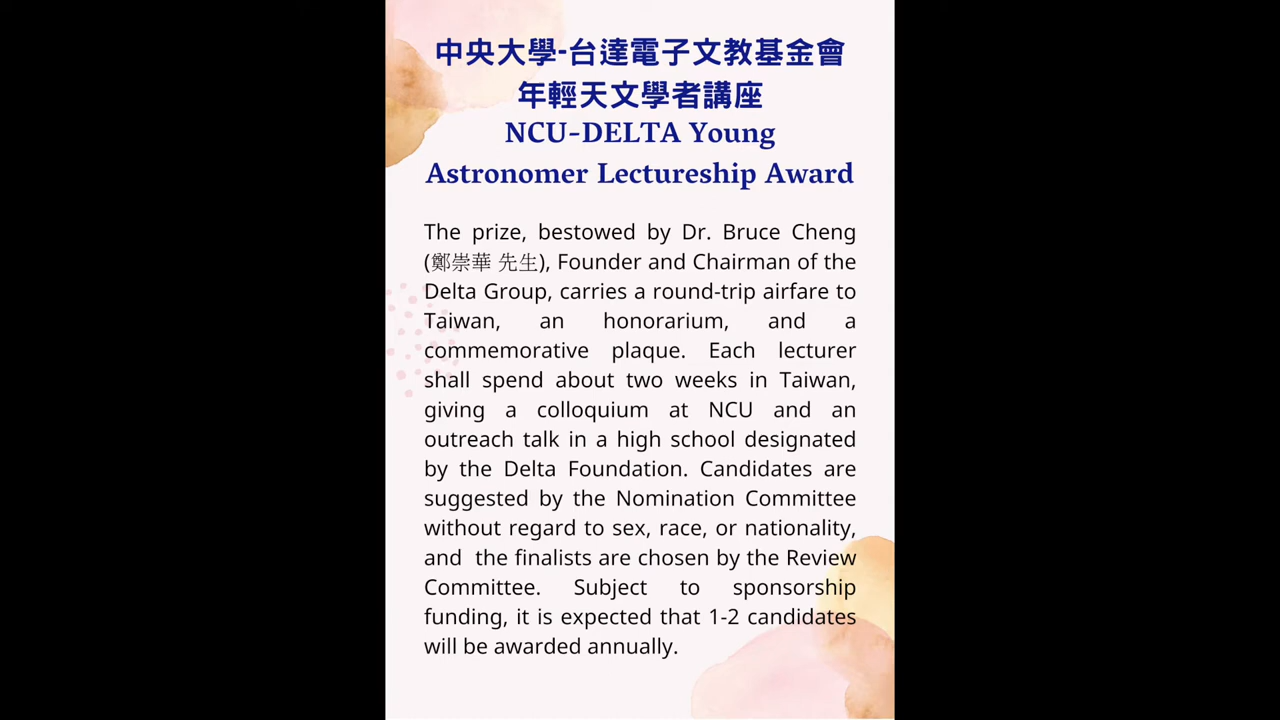 中央大學-台達電子文教基金會
年輕天文學者講座
NCU-DELTA Young
Astronomer Lectureship Award
The prize, bestowed by Dr. Bruce Cheng
(鄭崇華 先生), Founder and Chairman of the
Delta Group, carries a round-trip airfare to
Taiwan, an honorarium, and a
commemorative plaque. Each lecturer
shall spend about two weeks in Taiwan,
giving a colloquium at NCU and an
outreach talk in a high school designated
by the Delta Foundation. Candidates are
suggested by the Nomination Committee
without regard to sex, race, or nationality,
and the finalists are chosen by the Review
Committee. Subject to sponsorship
funding, it is expected that 1-2 candidates
will be awarded annually.